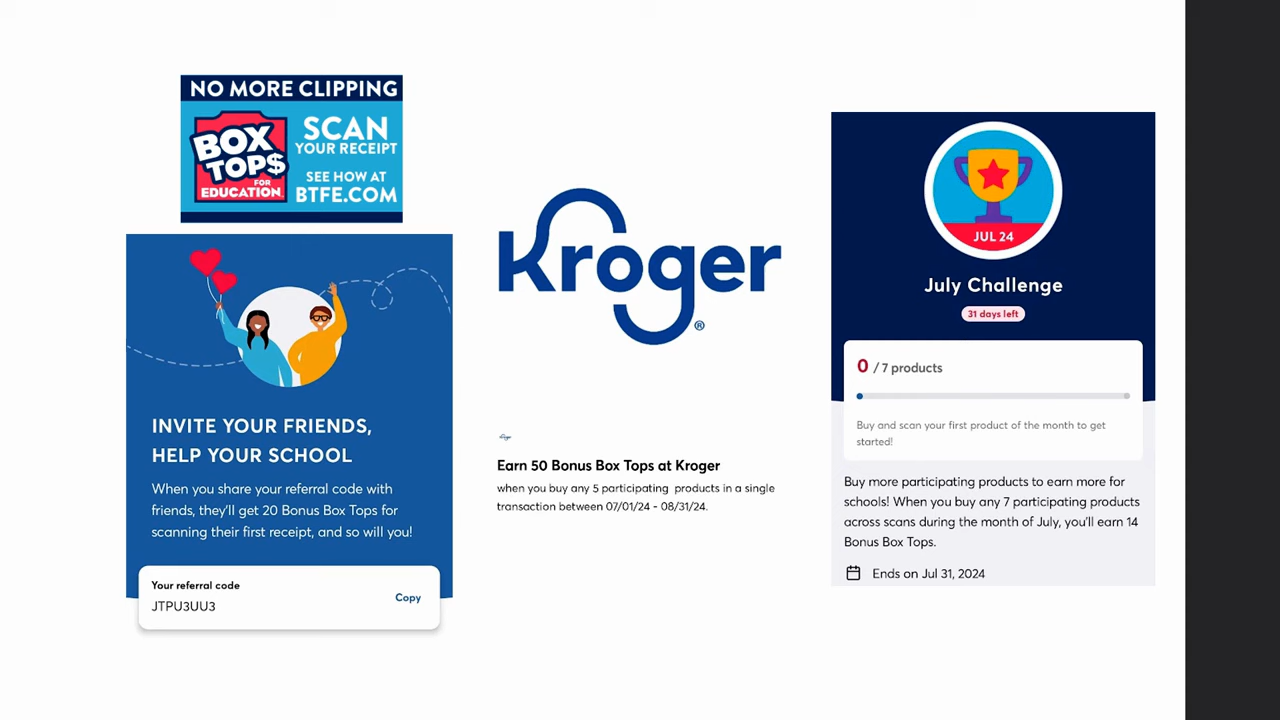 NO MORE CLIPPING
BOX
TOP$
FOR
EDUCATION
SCAN
YOUR RECEIPT
SEE HOW AT
BTFE.COM
INVITE YOUR FRIENDS,
HELP YOUR SCHOOL
When you share your referral code with
friends, they'll get 20 Bonus Box Tops for
scanning their first receipt, and so will you!
Your referral code
JTPU3UU3
Copy
Kroger
®
Earn 50 Bonus Box Tops at Kroger
when you buy any 5 participating products in a single
transaction between 07/01/24 - 08/31/24.
JUL 24
July Challenge
31 days left
0 / 7 products
Buy and scan your first product of the month to get
started!
Buy more participating products to earn more for
schools! When you buy any 7 participating products
across scans during the month of July, you'll earn 14
Bonus Box Tops.
Ends on Jul 31, 2024